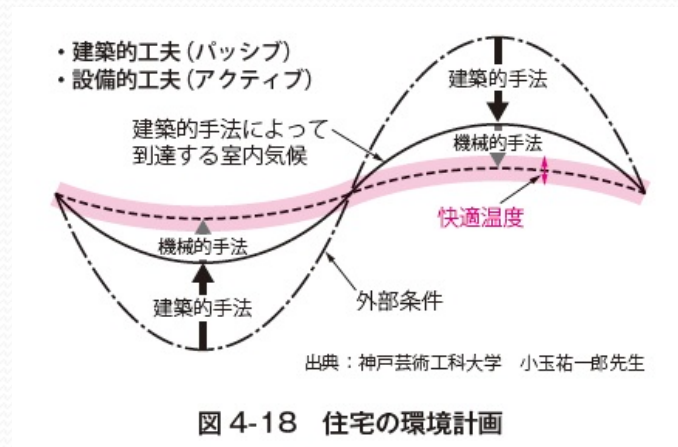 ・建築的工夫（パッシブ）
・設備的工夫（アクティブ）
建築的手法
建築的手法によって
到達する室内気候
機械的手法
快適温度
機械的手法
建築的手法
外部条件
出典：神戸芸術工科大学　小玉祐一郎先生
図 4-18　住宅の環境計画